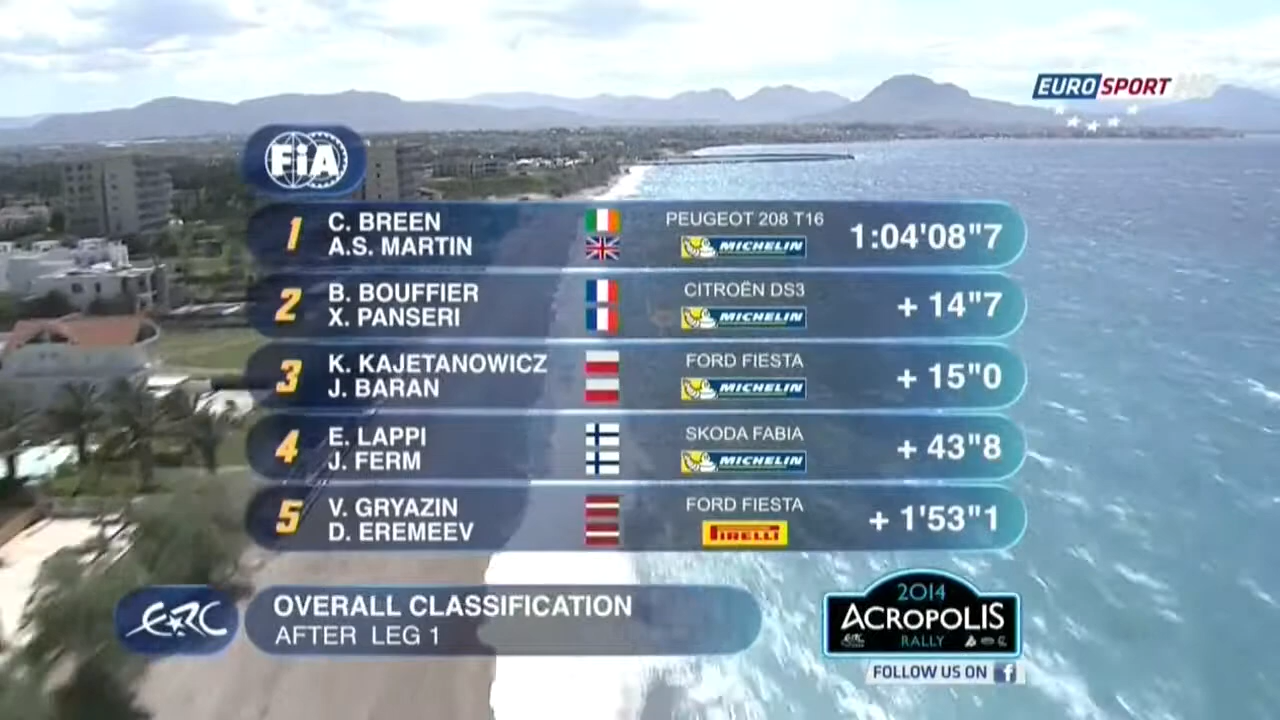 EUROSPORT HD
FiA
1 C. BREEN PEUGEOT 208 T16 1:04'08"7
A.S. MARTIN MICHELIN
2 B. BOUFFIER CITROËN DS3 + 14"7
X. PANSERI MICHELIN
3 K. KAJETANOWICZ FORD FIESTA + 15"0
J. BARAN MICHELIN
4 E. LAPPI SKODA FABIA + 43"8
J. FERM MICHELIN
5 V. GRYAZIN FORD FIESTA + 1'53"1
D. EREMEEV PIRELLI
ERC
OVERALL CLASSIFICATION
AFTER LEG 1
2014
ACROPOLIS
RALLY
FOLLOW US ON f